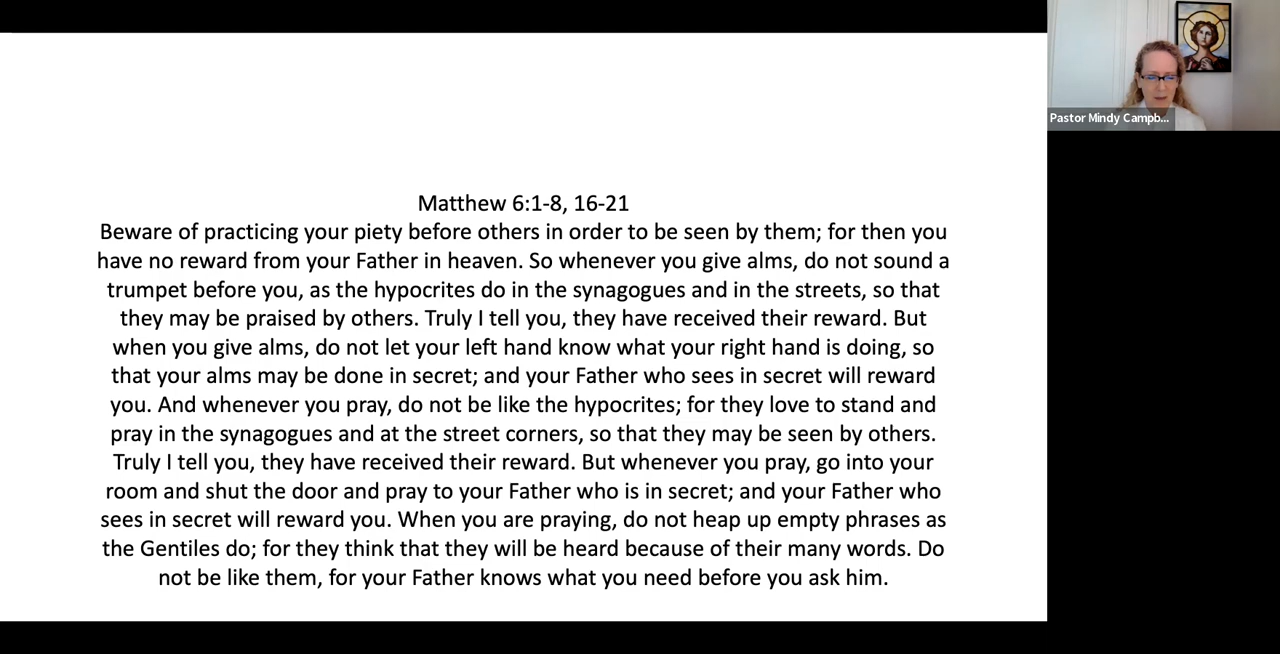 Matthew 6:1-8, 16-21
Beware of practicing your piety before others in order to be seen by them; for then you
have no reward from your Father in heaven. So whenever you give alms, do not sound a
trumpet before you, as the hypocrites do in the synagogues and in the streets, so that
they may be praised by others. Truly I tell you, they have received their reward. But
when you give alms, do not let your left hand know what your right hand is doing, so
that your alms may be done in secret; and your Father who sees in secret will reward
you. And whenever you pray, do not be like the hypocrites; for they love to stand and
pray in the synagogues and at the street corners, so that they may be seen by others.
Truly I tell you, they have received their reward. But whenever you pray, go into your
room and shut the door and pray to your Father who is in secret; and your Father who
sees in secret will reward you. When you are praying, do not heap up empty phrases as
the Gentiles do; for they think that they will be heard because of their many words. Do
not be like them, for your Father knows what you need before you ask him.
Pastor Mindy Campb...